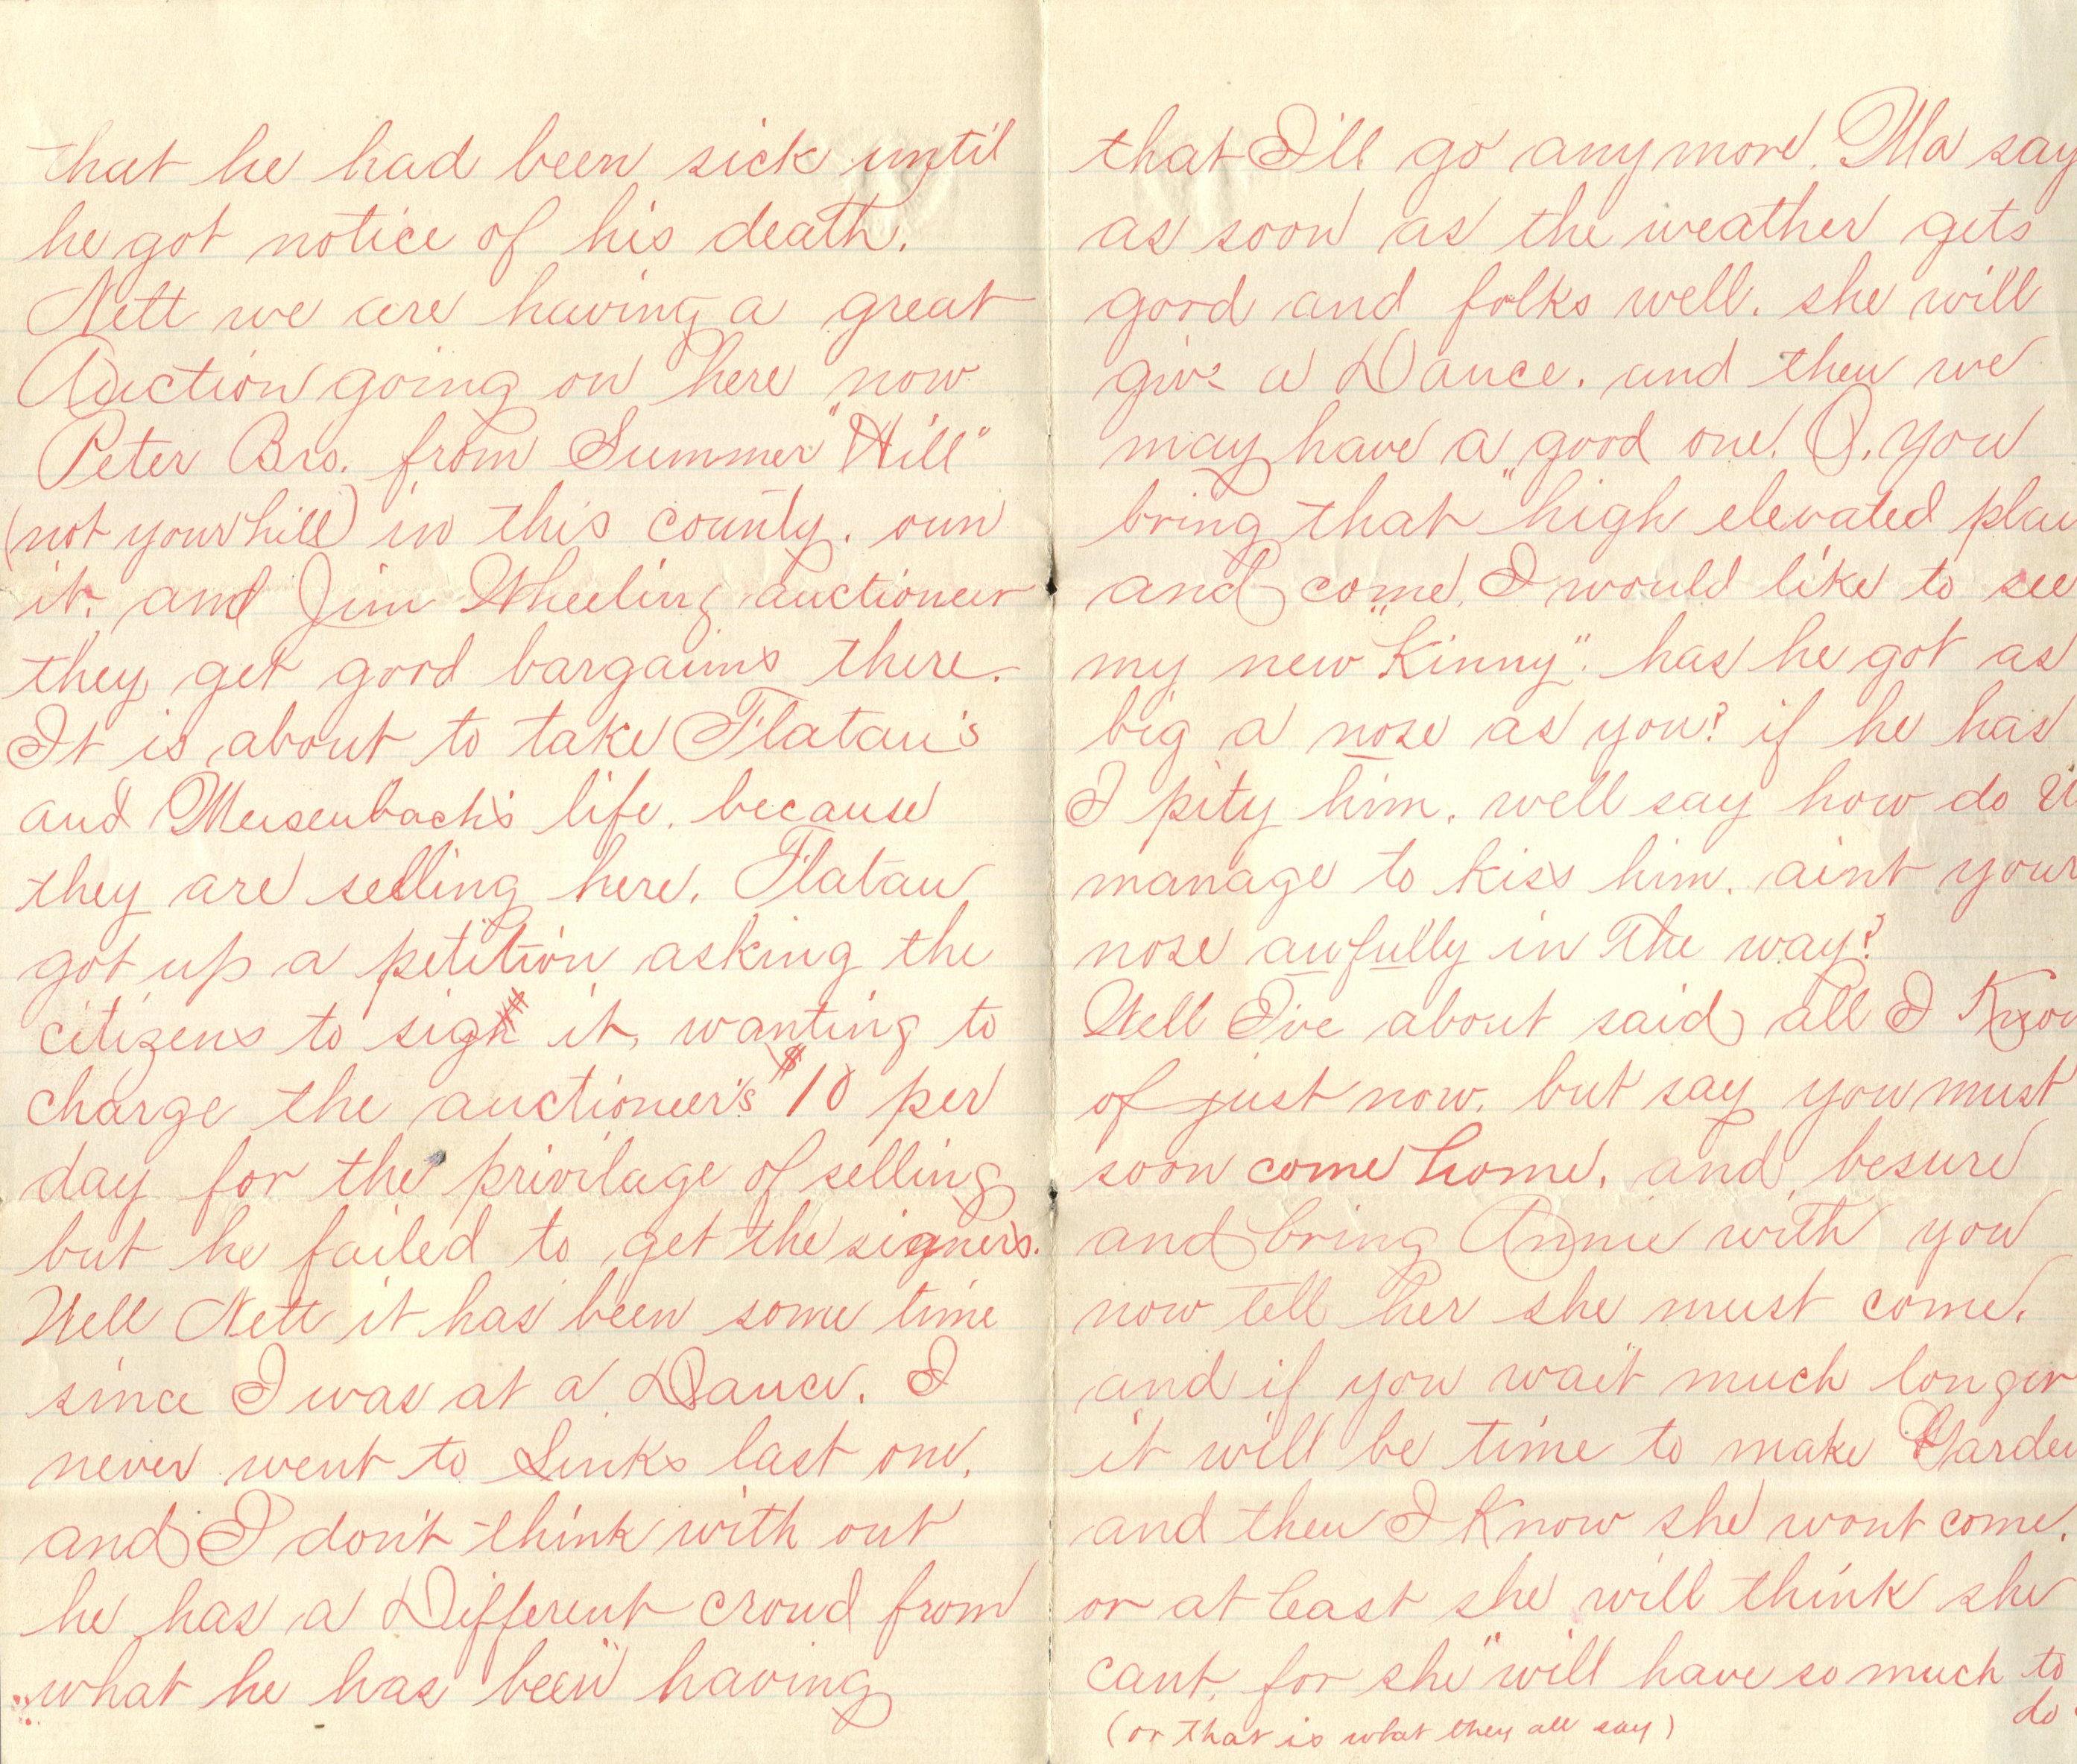 that he had been sick until
he got notice of his death.
Nett we are having a great
Auction going on here now
Peter Bro. from Summer "Hill"
(not your hill) in this county. own
it. and Jim Wheeling auctioneer
they get good bargains there.
It is about to take Flatau's
and Meisenbach's life. because
they are selling here. Flatau
got up a petition asking the
citizens to sign it, wanting to
charge the auctioneer's $10 per
day for the privilage of selling
but he failed to get the signers.
Well Nett it has been some time
since I was at a Dance. I
never went to Links last one.
and I don't think with out
he has a Different croud from
what he has "been" having
that I'll go anymore. Ma say
as soon as the weather gets
good and folks well. she will
give a Dance. and then we
may have a good one. O. you
bring that "high elevated
and come. I would like to see
my new "Kinny". has he got as
big a nose as you? if he has
I pity him. well say how do U
manage to kiss him. aint your
nose awfully in the way?
Well I've about said all I Know
of just now. but say you must
soon come home. and besure
and bring Annie with you
now tell her she must come.
and if you wait much longer
it will be time to make Garden
and then I Know she wont come.
or at least she will think she
cant. for she "will have so much to
do
(or that is what they all say)